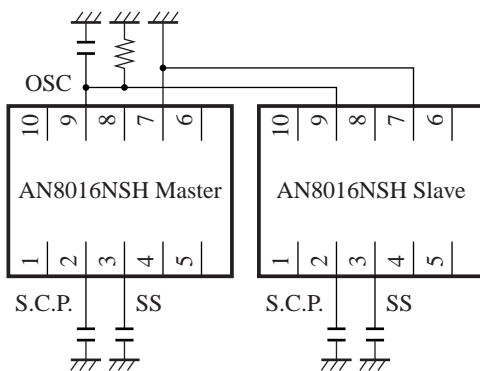 OSC
10 9 8 7 6 10 9 8 7 6
AN8016NSH Master AN8016NSH Slave
1 2 3 4 5 1 2 3 4 5
S.C.P. SS S.C.P. SS